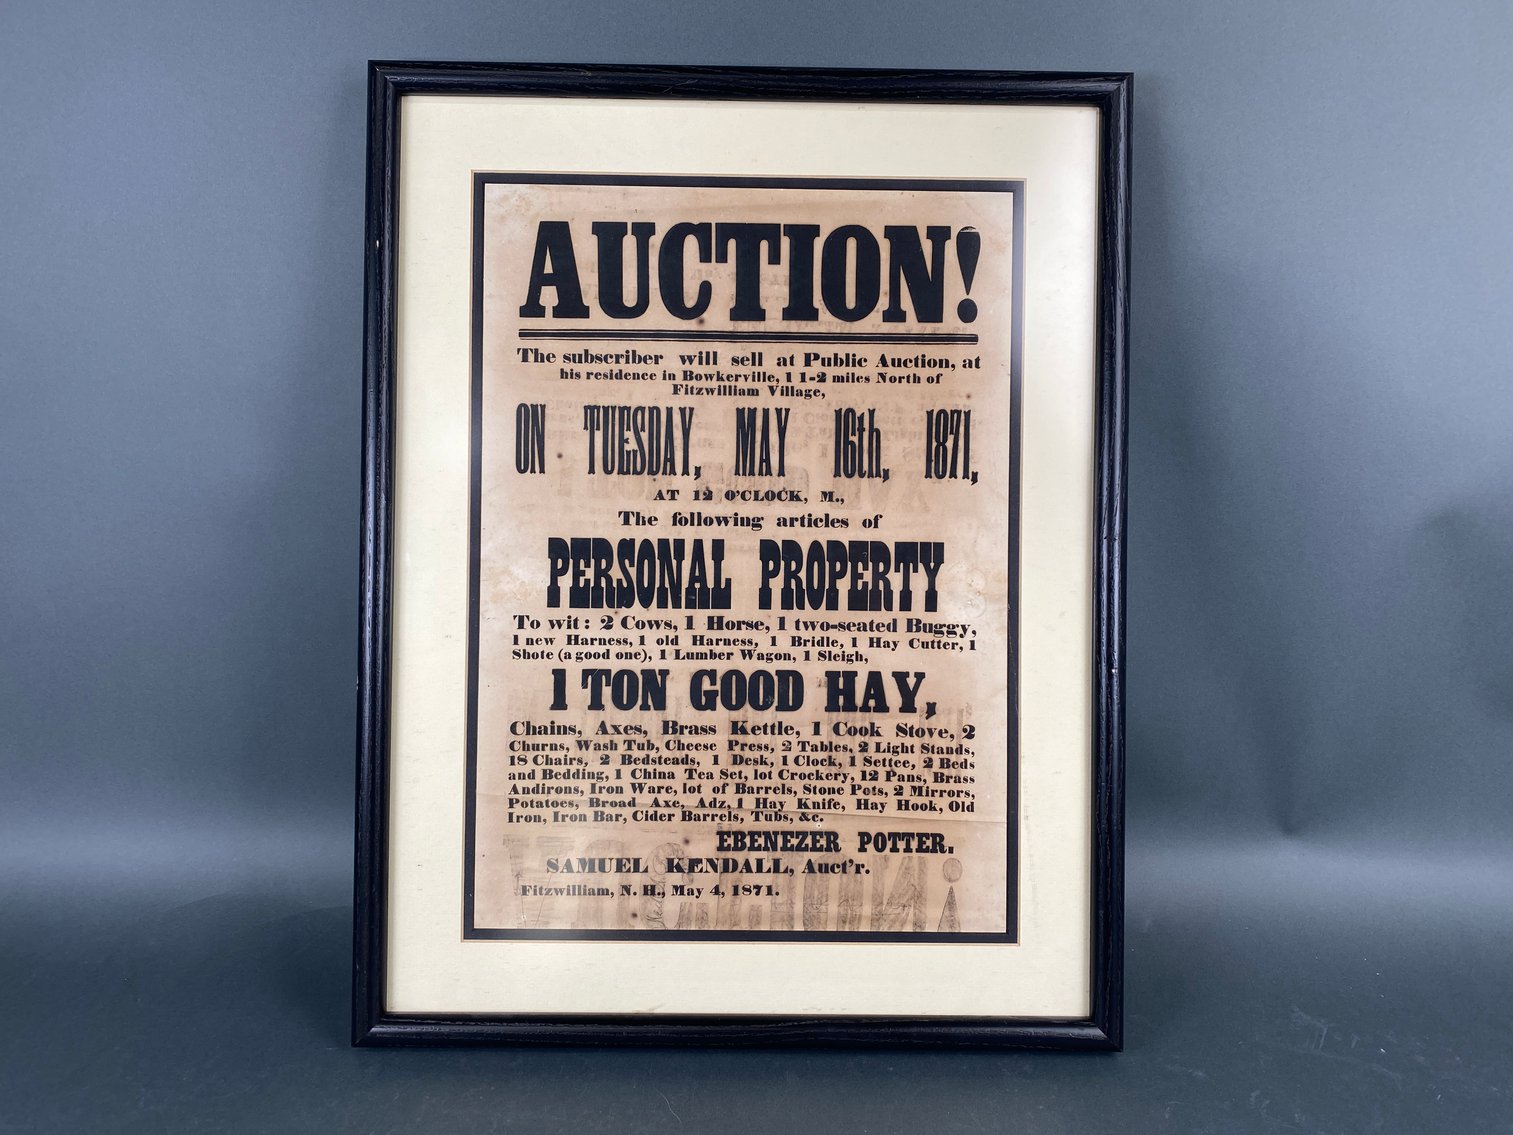 AUCTION!
The subscriber will sell at Public Auction, at
his residence in Bowkerville, 1 1-2 miles North of
Fitzwilliam Village,
ON TUESDAY, MAY 16th, 1871,
AT 12 O'CLOCK, M.,
The following articles of
PERSONAL PROPERTY
To wit: 2 Cows, 1 Horse, 1 two-seated Buggy,
1 new Harness, 1 old Harness, 1 Bridle, 1 Hay Cutter, 1
Shote (a good one), 1 Lumber Wagon, 1 Sleigh,
1 TON GOOD HAY,
Chains, Axes, Brass Kettle, 1 Cook Stove, 2
Churns, Wash Tub, Cheese Press, 2 Tables, 2 Light Stands,
18 Chairs, 2 Bedsteads, 1 Desk, 1 Clock, 1 Settee, 2 Beds
and Bedding, 1 China Tea Set, lot Crockery, 12 Pans, Brass
Andirons, Iron Ware, lot of Barrels, Stone Pots, 2 Mirrors,
Potatoes, Broad Axe, Adz, 1 Hay Knife, Hay Hook, Old
Iron, Iron Bar, Cider Barrels, Tubs, &c.
EBENEZER POTTER.
SAMUEL KENDALL, Auct'r.
Fitzwilliam, N. H., May 4, 1871.